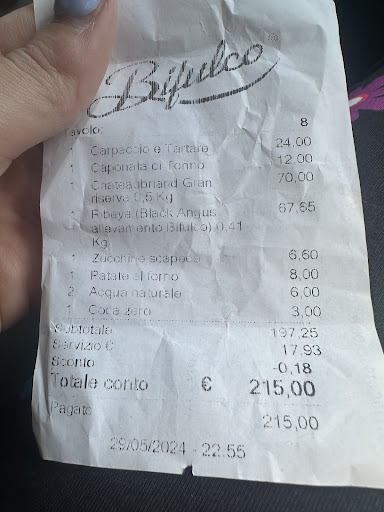 Bifulco
Tavolo: 8
1 Carpaccio e Tartare 24,00
1 Caponata di Tonno 12,00
1 Chateaubriand Gran 70,00
riserva 0,5 Kg
1 Ribeye (Black Angus 67,65
allevamento Bifulco) 0,41
Kg
1 Zucchine scapece 6,60
1 Patate al forno 8,00
2 Acqua naturale 6,00
1 Coca zero 3,00
Subtotale 197,25
Servizio € 17,93
Sconto -0,18
Totale conto € 215,00
Pagato 215,00
29/05/2024 - 22:55